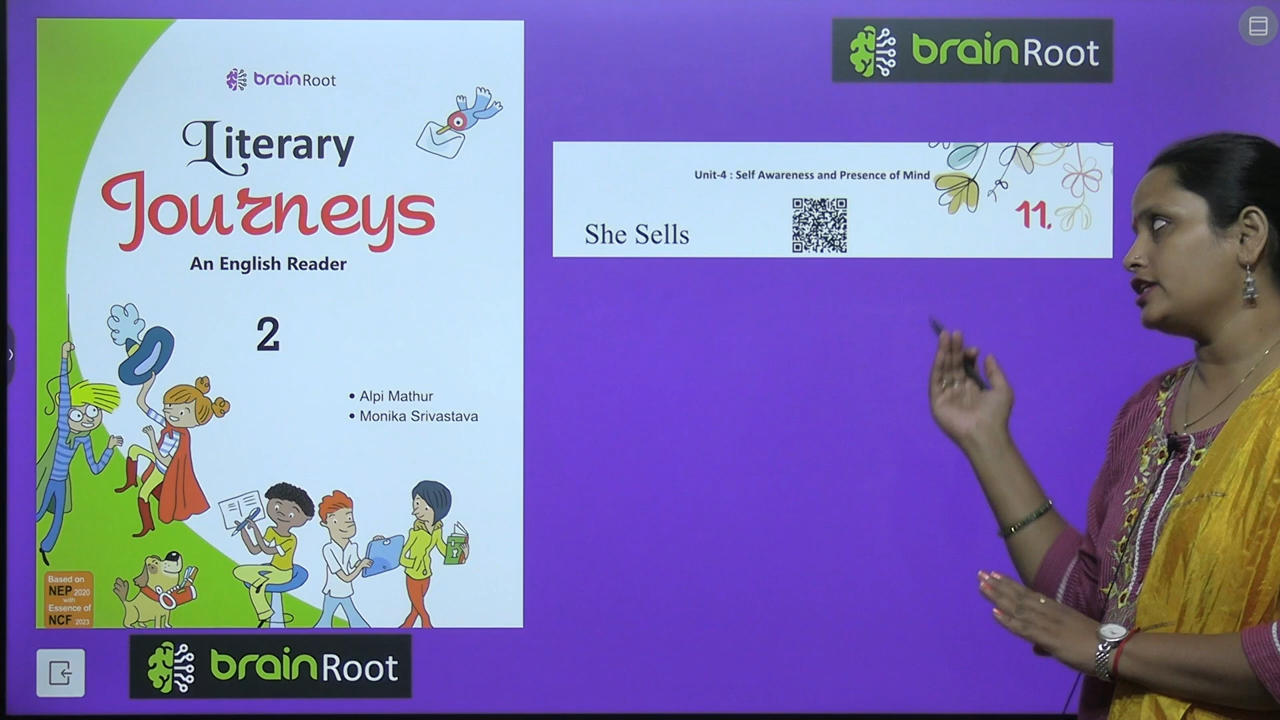 brainRoot
Literary
Journeys
An English Reader
2
• Alpi Mathur
• Monika Srivastava
Based on
NEP 2020
with
Essence of
NCF 2023
brainRoot
brainRoot
Unit-4 : Self Awareness and Presence of Mind
11.
She Sells